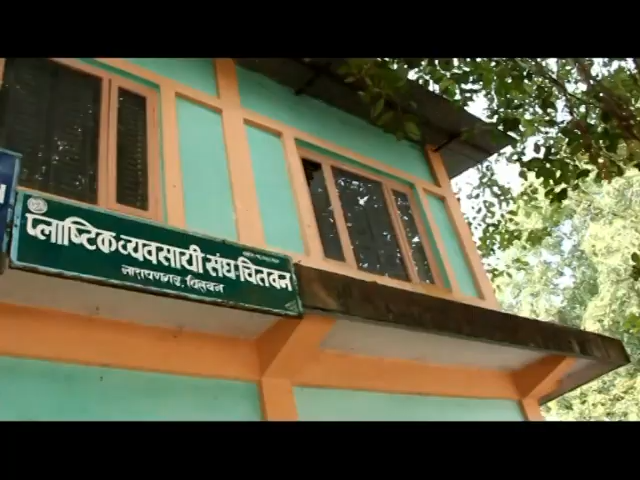 प्लाष्टिक व्यवसायी संघ चितवन
नारायणगढ, चितवन